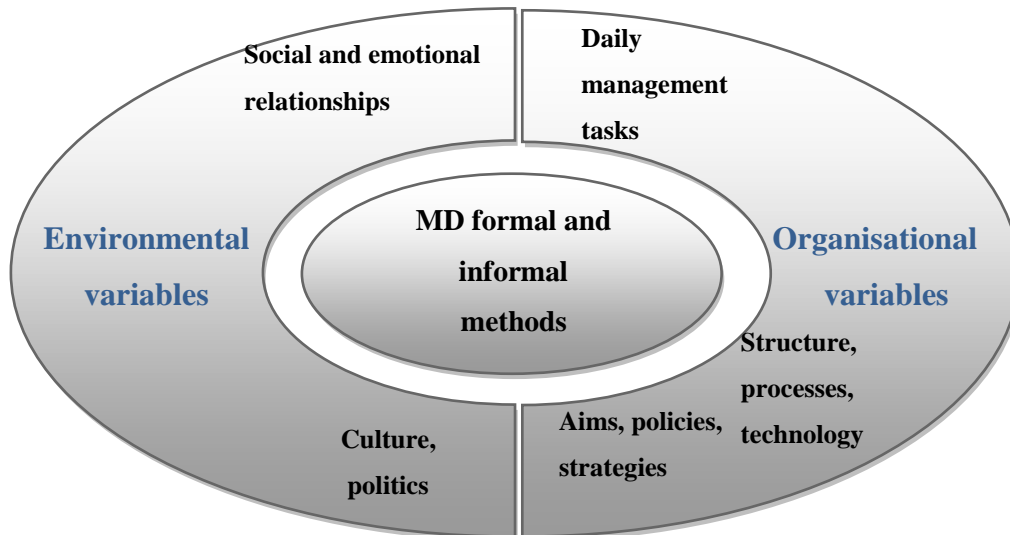 Social and emotional
relationships
Daily
management
tasks
MD formal and
informal
methods
Environmental
variables
Organisational
variables
Structure,
processes,
technology
Aims, policies,
strategies
Culture,
politics